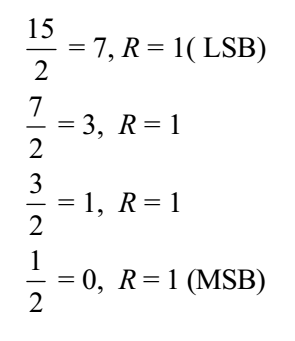 15/2 = 7, R = 1( LSB)
7/2 = 3, R = 1
3/2 = 1, R = 1
1/2 = 0, R = 1 (MSB)